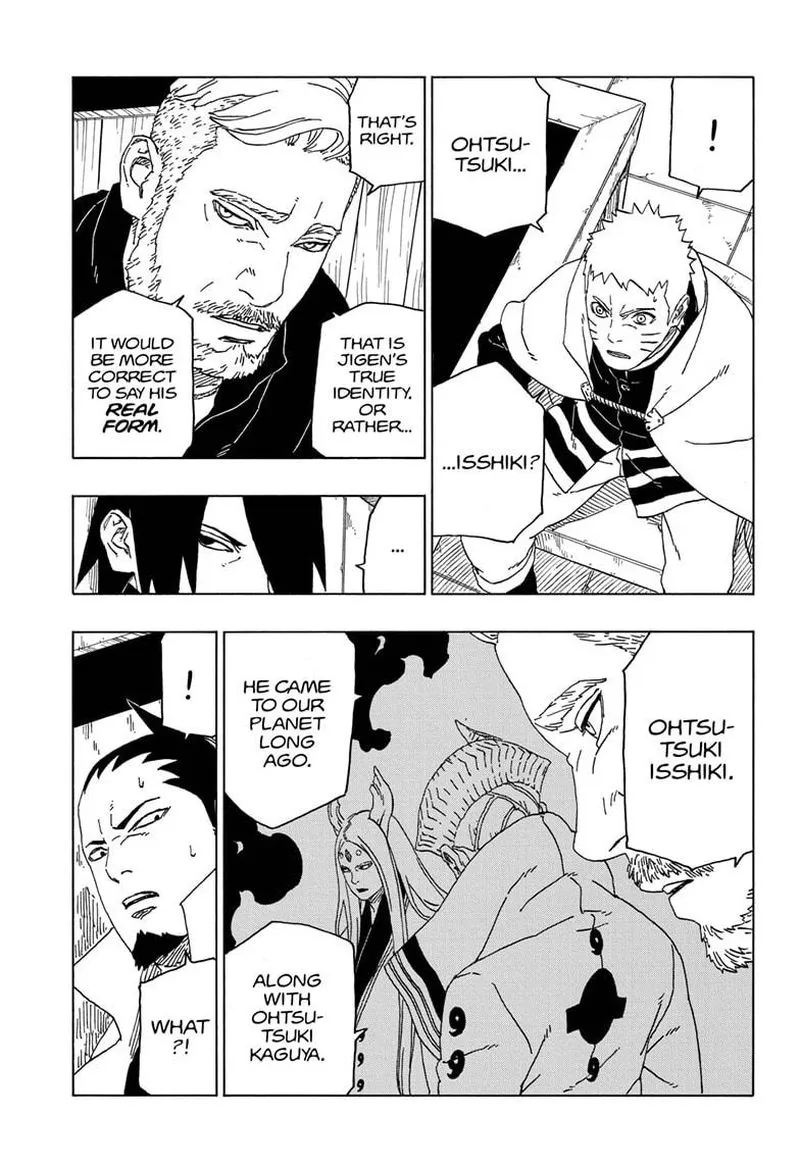 !
OHTSU-
TSUKI...
...ISSHIKI?
THAT'S
RIGHT.
THAT IS
JIGEN'S
TRUE
IDENTITY.
OR
RATHER...
IT WOULD
BE MORE
CORRECT
TO SAY HIS
REAL
FORM.
...
OHTSU-
TSUKI
ISSHIKI.
HE CAME
TO OUR
PLANET
LONG
AGO.
ALONG
WITH
OHTSU-
TSUKI
KAGUYA.
!
WHAT
?!